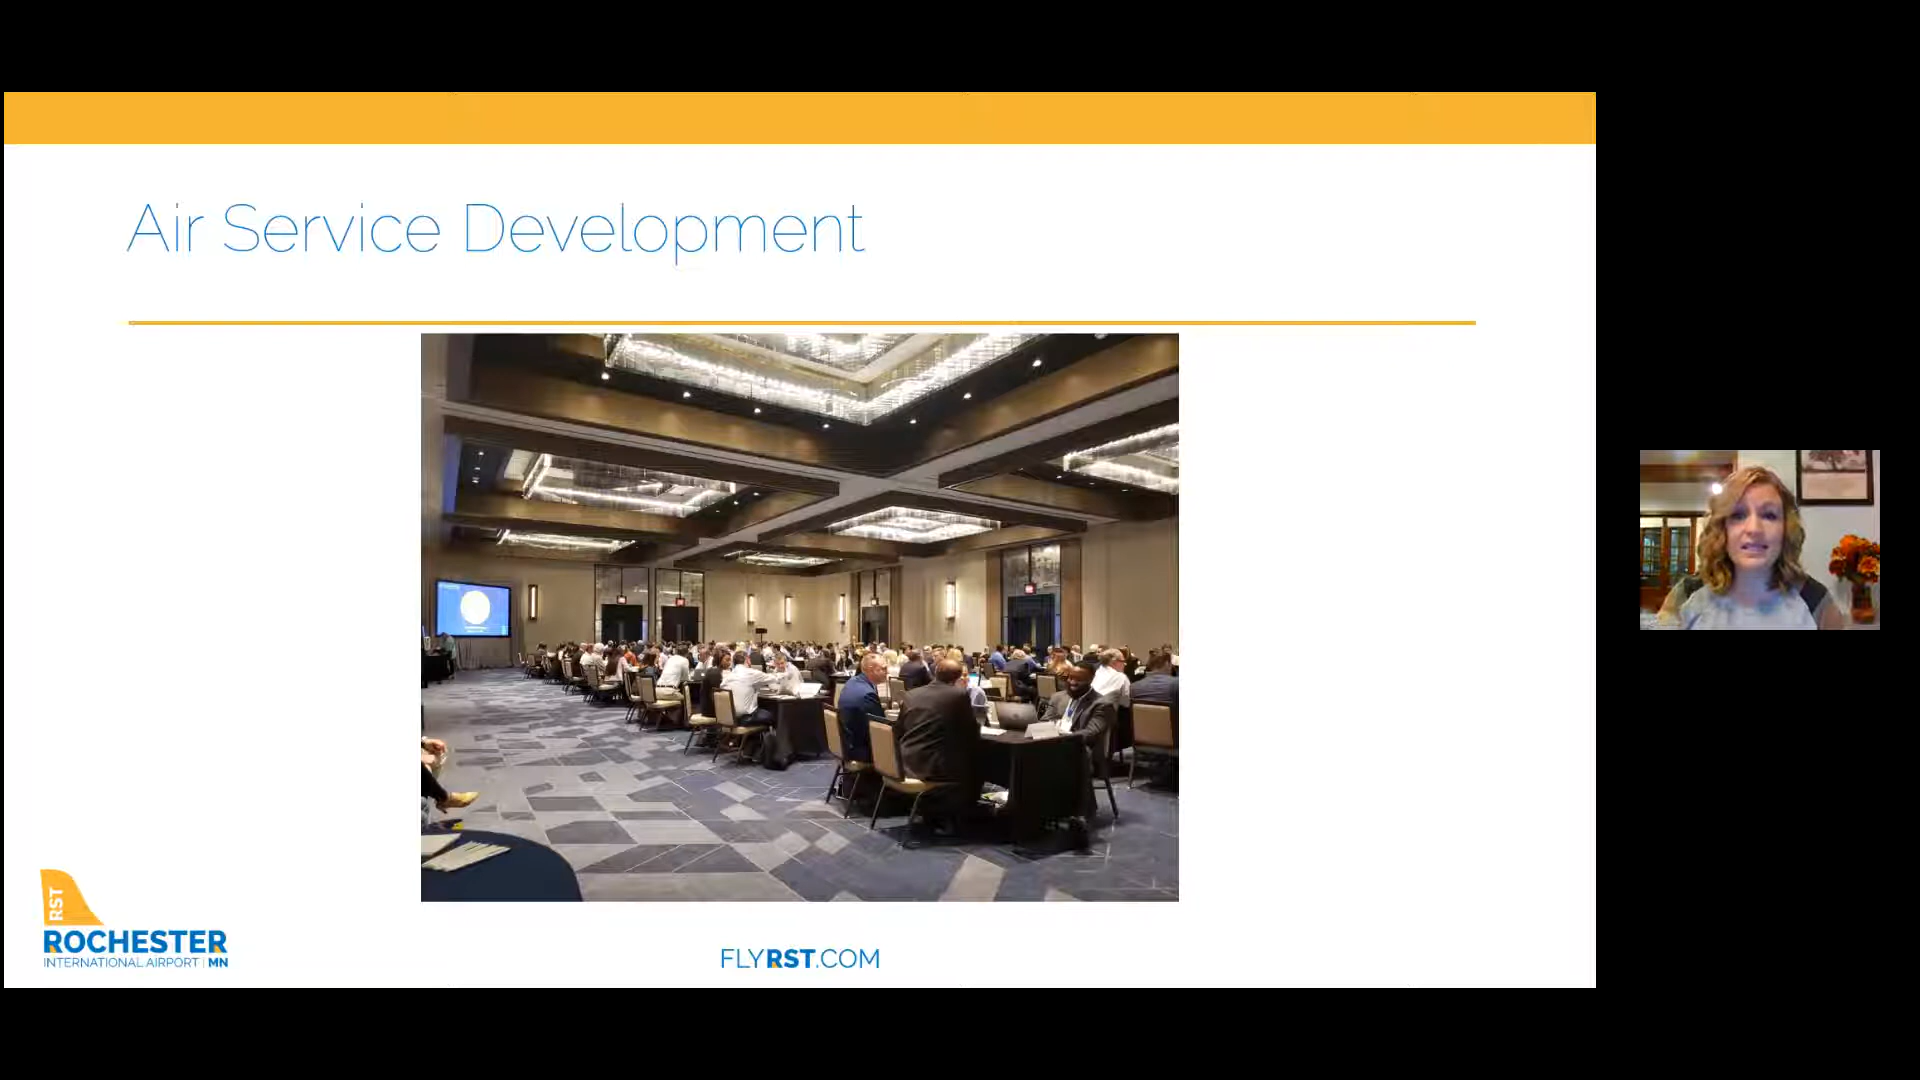 Air Service Development
RST
ROCHESTER
INTERNATIONAL AIRPORT | MN
FLYRST.COM